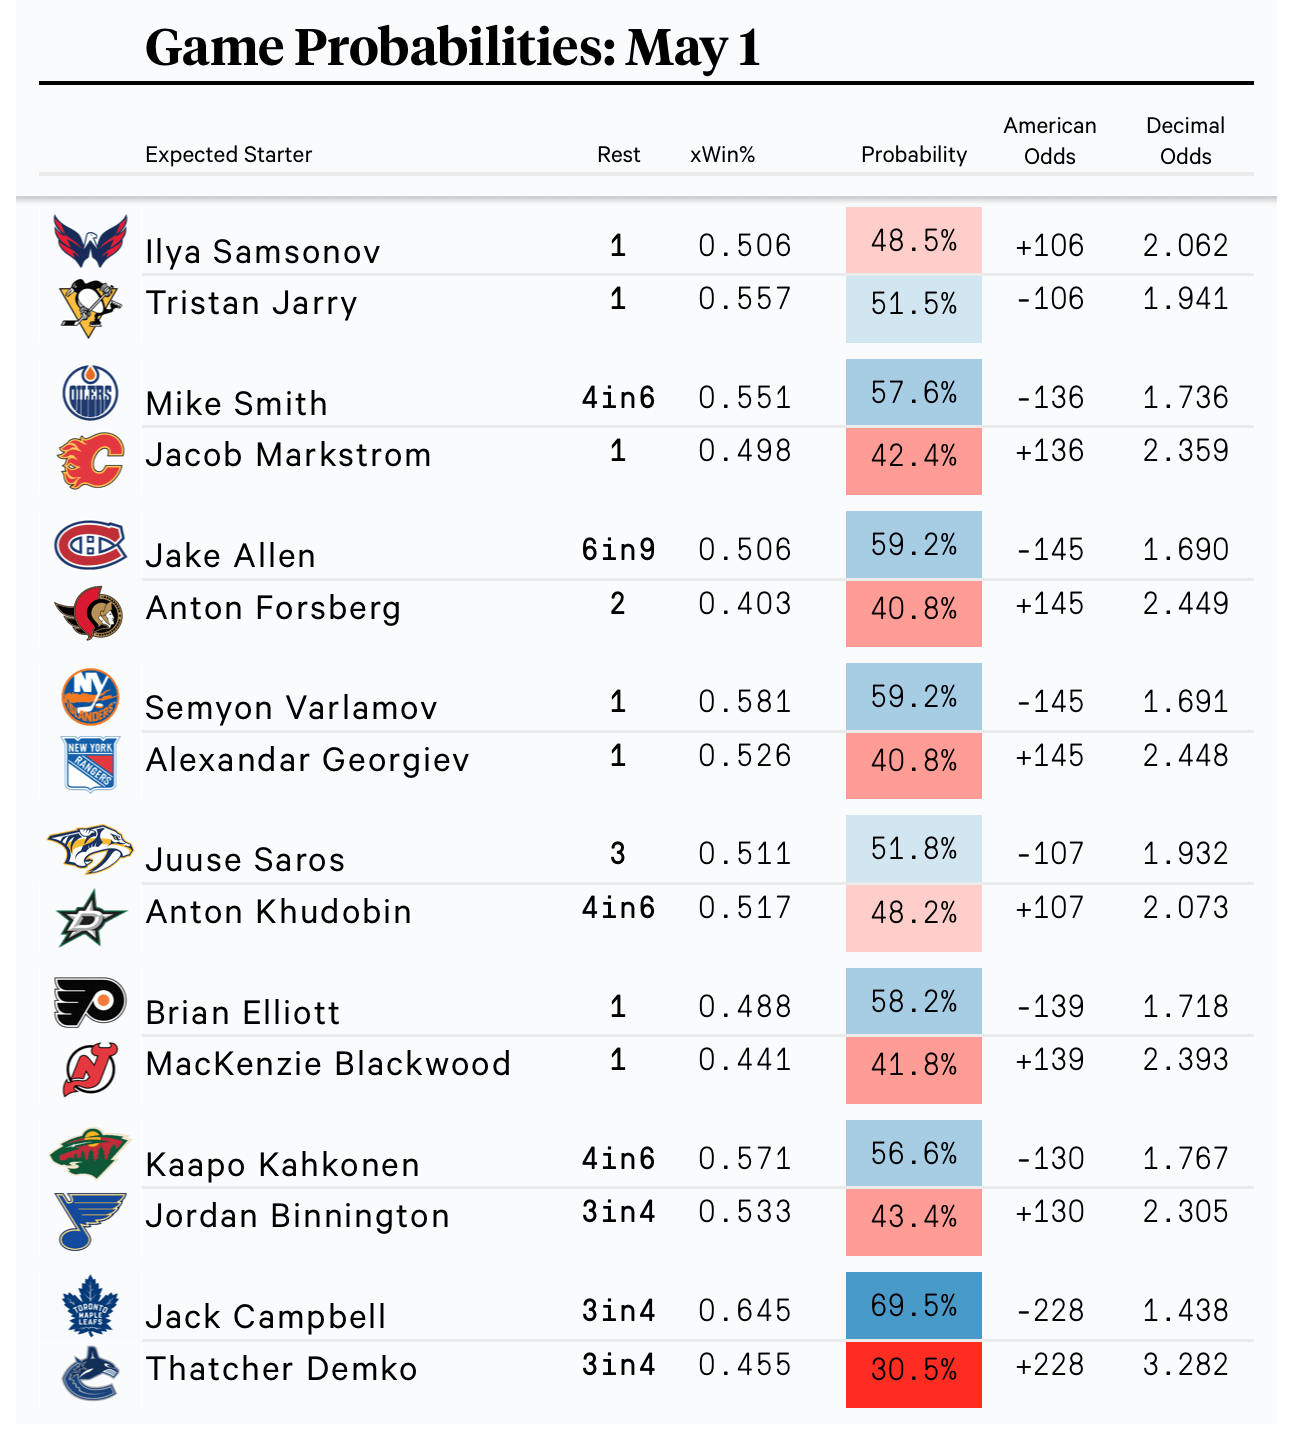 Game Probabilities: May 1
Expected Starter Rest xWin% Probability American Odds Decimal Odds
Ilya Samsonov 1 0.506 48.5% +106 2.062
Tristan Jarry 1 0.557 51.5% -106 1.941
OILERS
Mike Smith 4in6 0.551 57.6% -136 1.736
Jacob Markstrom 1 0.498 42.4% +136 2.359
Jake Allen 6in9 0.506 59.2% -145 1.690
Anton Forsberg 2 0.403 40.8% +145 2.449
NY ISLANDERS
Semyon Varlamov 1 0.581 59.2% -145 1.691
NEW YORK RANGERS
Alexandar Georgiev 1 0.526 40.8% +145 2.448
Juuse Saros 3 0.511 51.8% -107 1.932
D
Anton Khudobin 4in6 0.517 48.2% +107 2.073
Brian Elliott 1 0.488 58.2% -139 1.718
MacKenzie Blackwood 1 0.441 41.8% +139 2.393
Kaapo Kahkonen 4in6 0.571 56.6% -130 1.767
Jordan Binnington 3in4 0.533 43.4% +130 2.305
TORONTO MAPLE LEAFS
Jack Campbell 3in4 0.645 69.5% -228 1.438
Thatcher Demko 3in4 0.455 30.5% +228 3.282